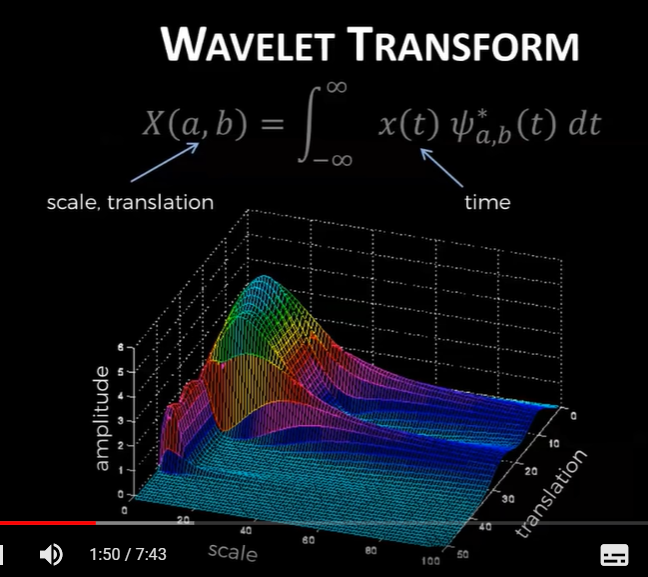 WAVELET TRANSFORM
X(a, b) = ∫_{-∞}^{∞} x(t) ψ*_{a,b}(t) dt
scale, translation
time
amplitude
6
5
4
3
2
1
0
0
20
40
60
80
100
scale
0
10
20
30
40
50
translation
1:50 / 7:43